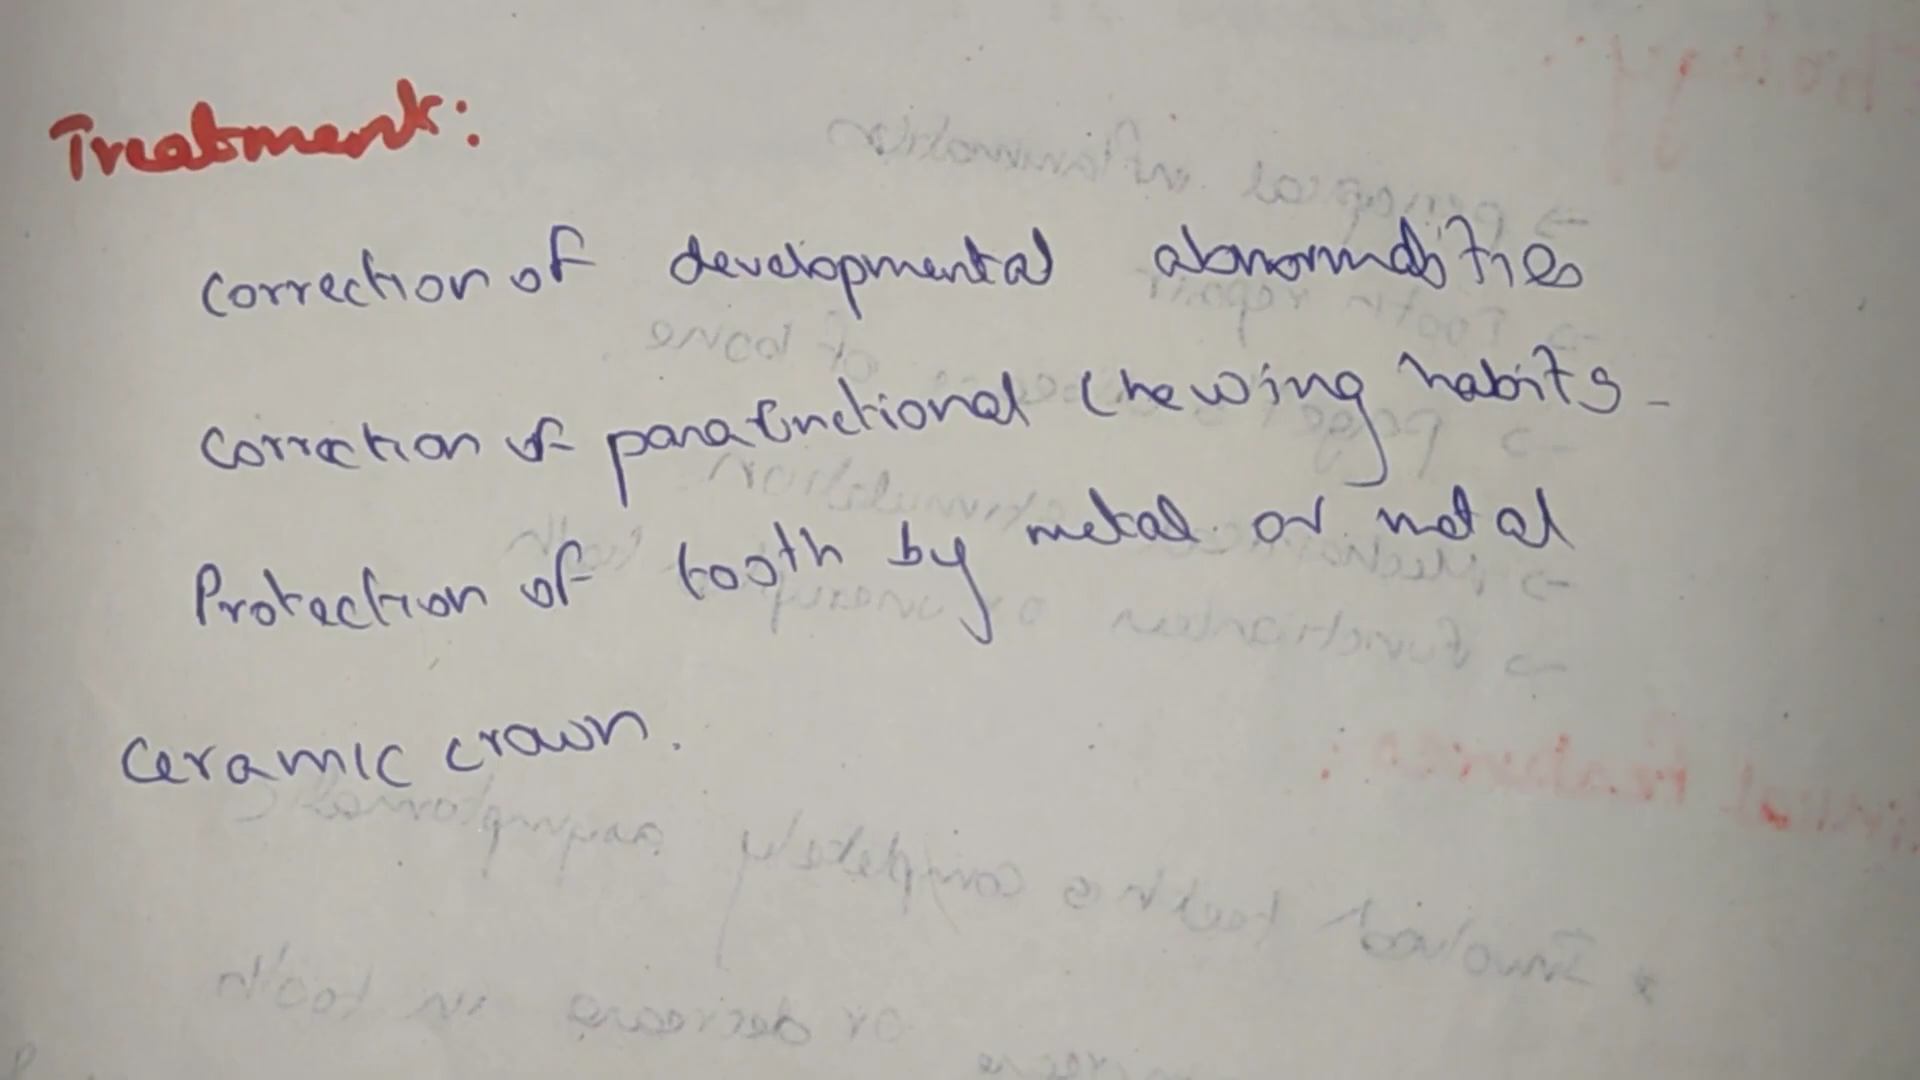 Treatment:
Correction of developmental abnormalities
Correction of parafunctional chewing habits-
Protection of tooth by metal or metal
Ceramic crown.